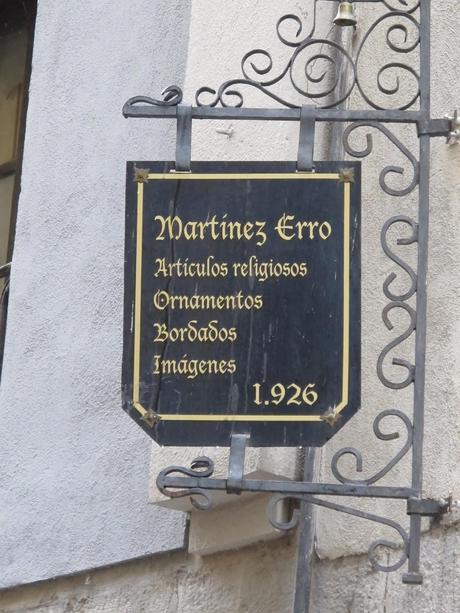 Martínez Erro
Artículos religiosos
Ornamentos
Bordados
Imágenes
1.926